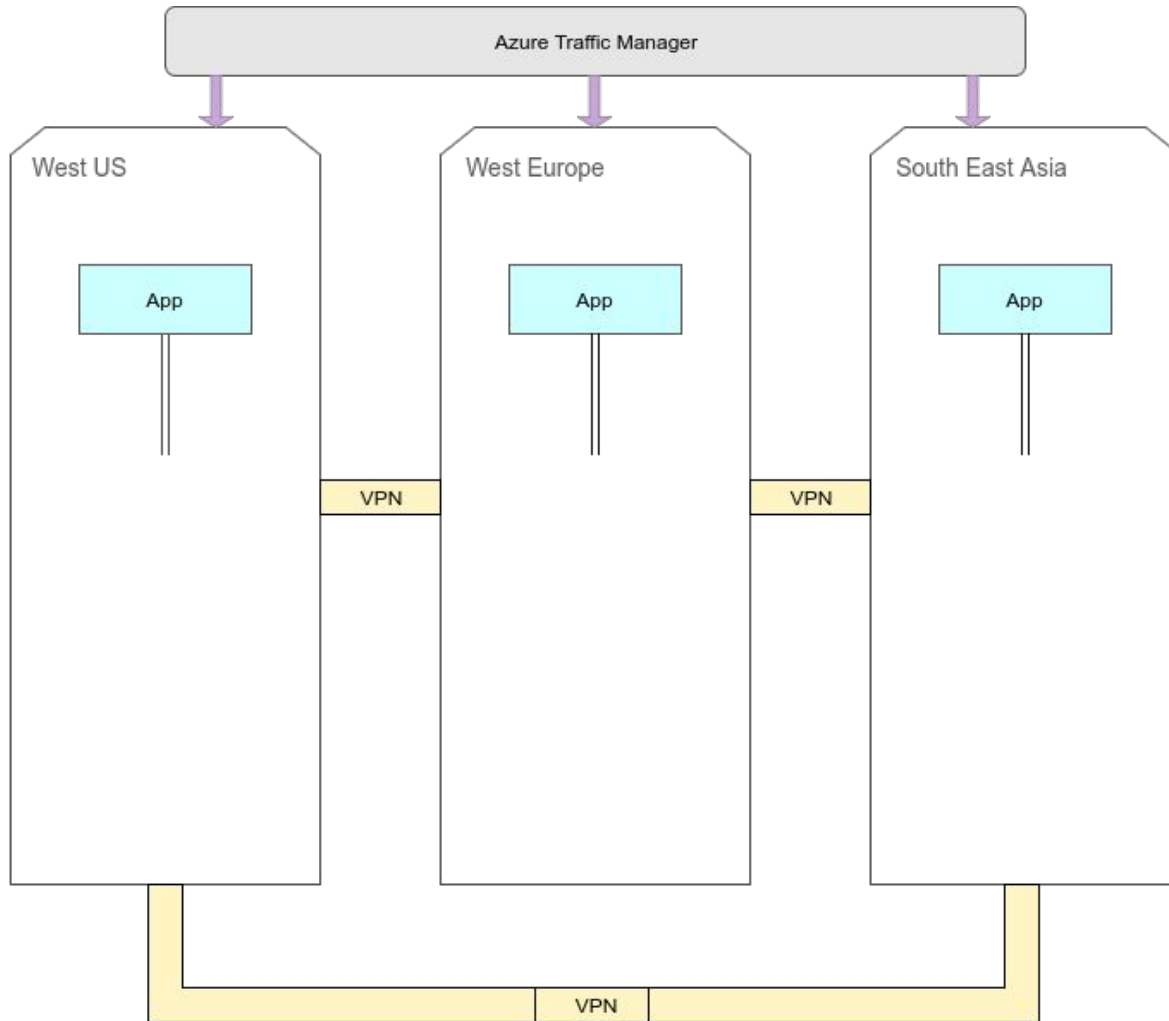 Azure Traffic Manager
West US
West Europe
South East Asia
App
App
App
VPN
VPN
VPN